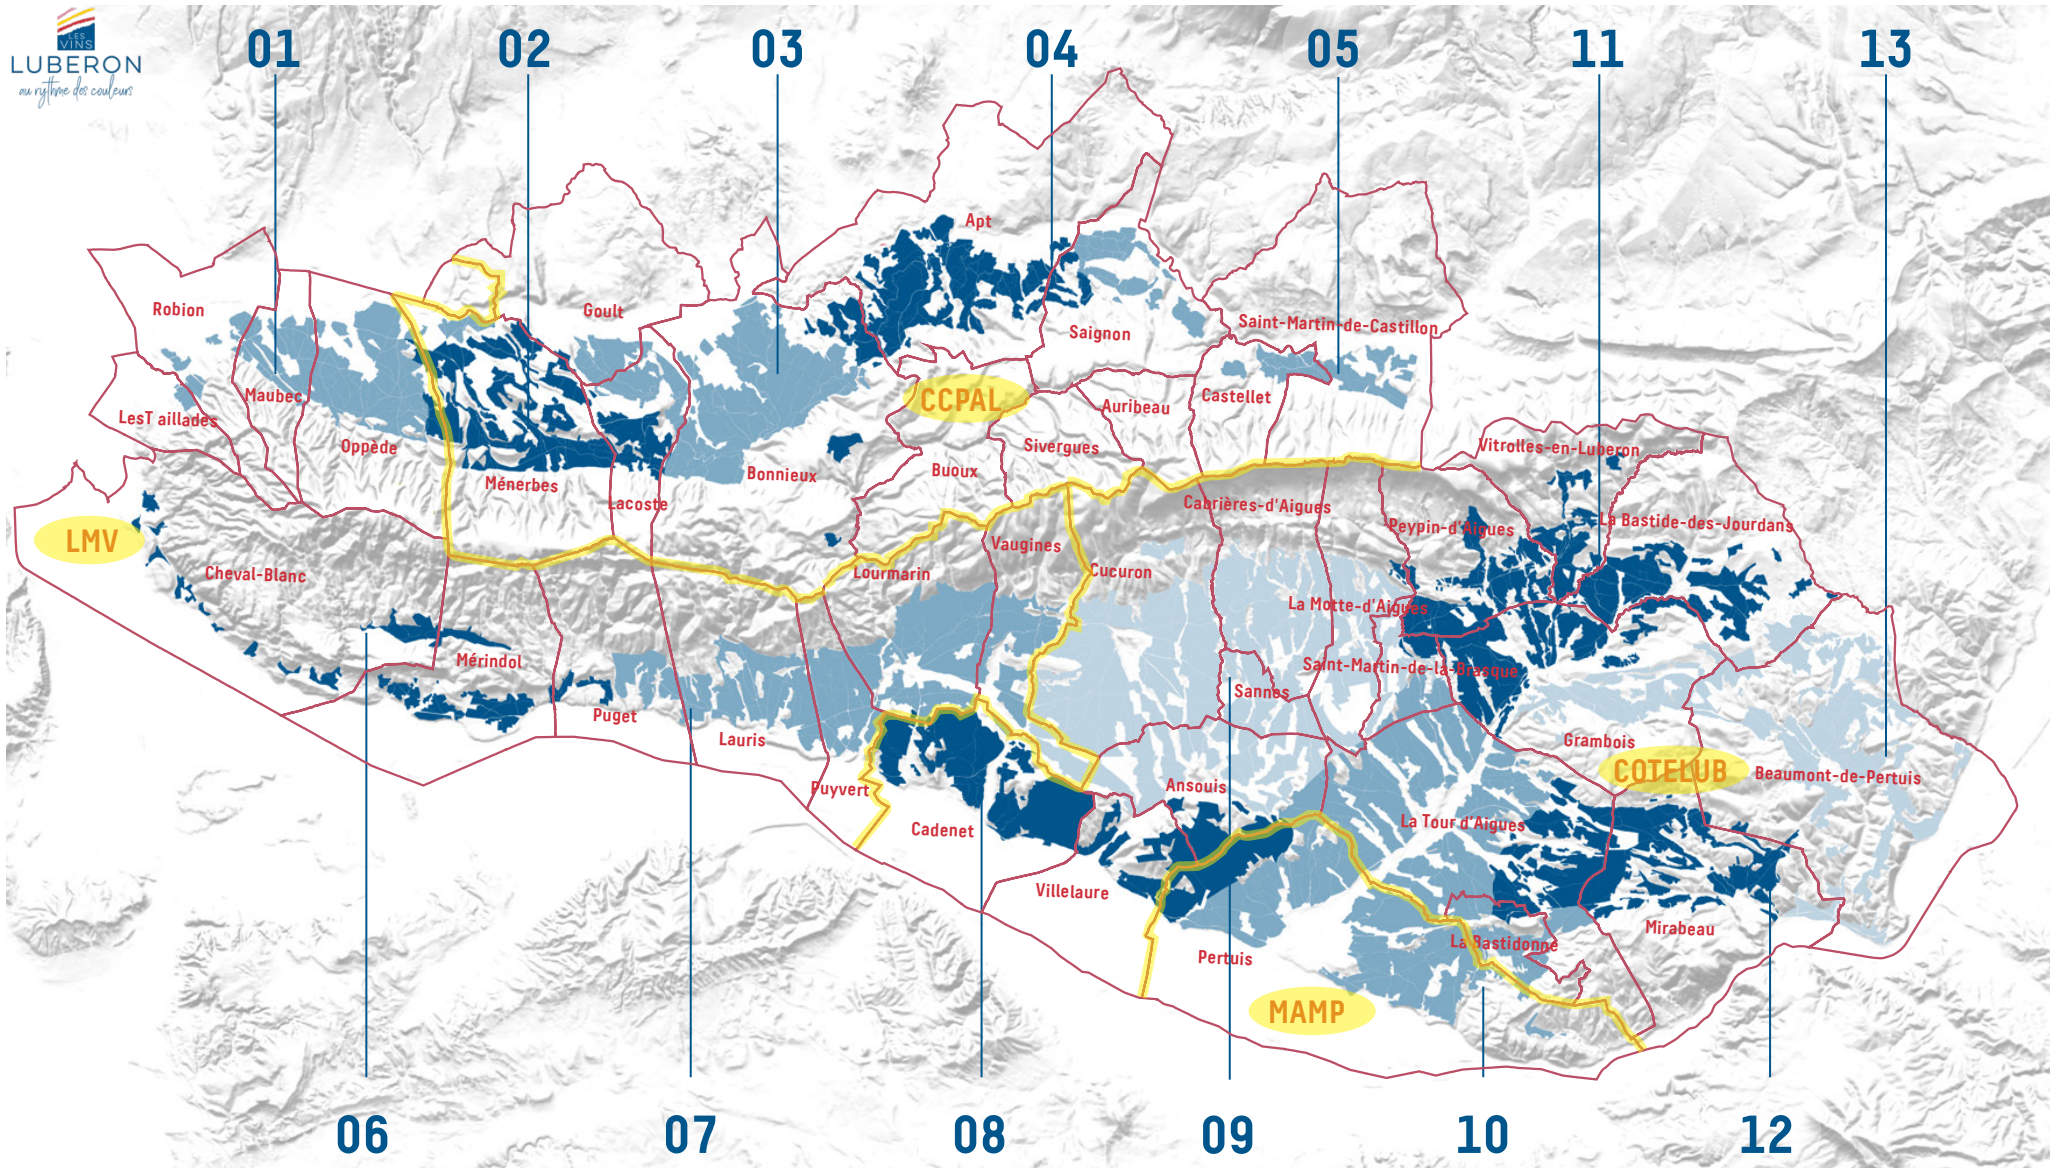 LES
VINS
LUBERON
au rythme des couleurs
01
02
03
04
05
11
13
Apt
Robion
Goult
Saignon
Saint-Martin-de-Castillon
Maubec
LesT aillades
CCPAL
Auribeau
Castellet
Oppède
Sivergues
Vitrolles-en-Luberon
Ménerbes
Bonnieux
Buoux
Lacoste
Cabrières-d'Aigues
Peypin-d'Aigues
La Bastide-des-Jourdans
LMV
Vaugines
Cheval-Blanc
Lourmarin
Cucuron
La Motte-d'Aigues
Mérindol
Saint-Martin-de-la-Brasque
Sannes
Puget
Lauris
Grambois
COTELUB
Beaumont-de-Pertuis
Puyvert
Ansouis
Cadenet
La Tour d'Aigues
Villelaure
Mirabeau
La Bastidonne
Pertuis
MAMP
06
07
08
09
10
12